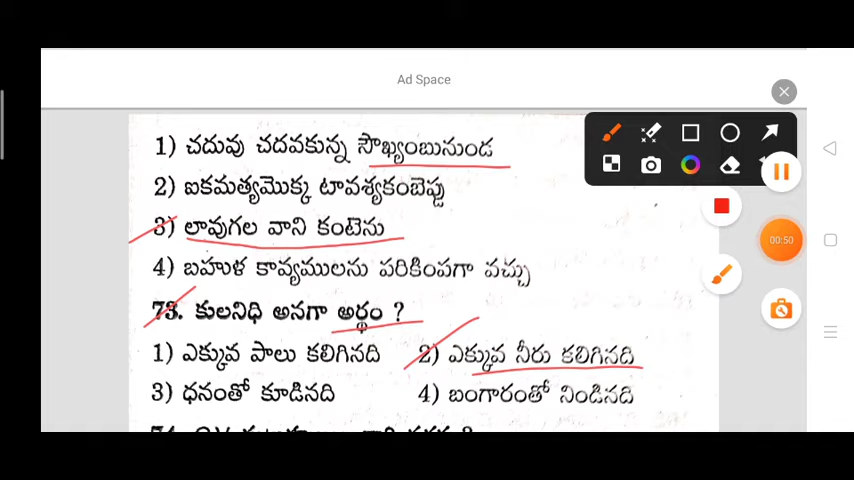 Ad Space
1) చదువు చదవకున్న సౌఖ్యంబునుండ
2) ఐకమత్యమొక్క టావశ్యకంబెప్డు
3) లావుగల వాని కంటెను
4) బహుళ కావ్యములను పరికింపగా వచ్చు
73. కులనిధి అనగా అర్థం ?
1) ఎక్కువ పాలు కలిగినది 2) ఎక్కువ నీరు కలిగినది
3) ధనంతో కూడినది 4) బంగారంతో నిండినది
00:50